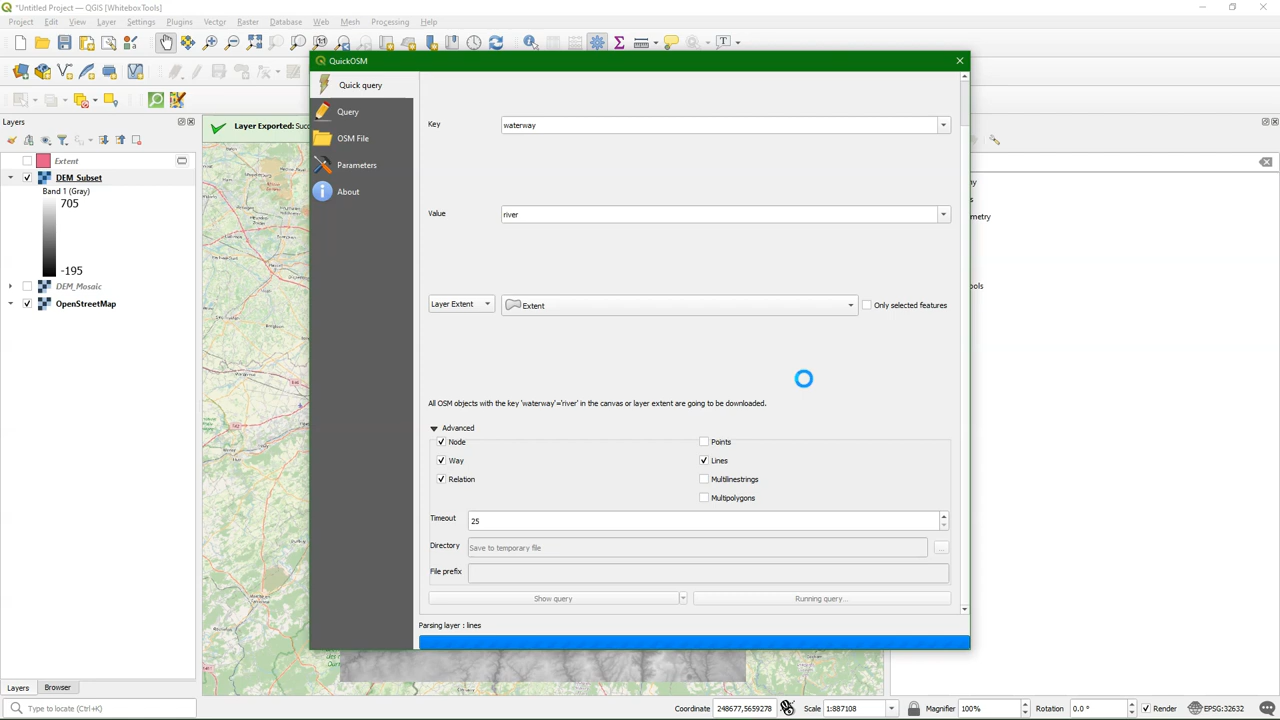 *Untitled Project — QGIS [WhiteboxTools]
Project Edit View Layer Settings Plugins Vector Raster Database Web Mesh Processing Help
QuickOSM
Quick query
Query
OSM File
Parameters
About
Layers
Layer Exported: Succ
Extent
DEM_Subset
Band 1 (Gray)
705
-195
DEM_Mosaic
OpenStreetMap
Key
waterway
Value
river
Layer Extent
Extent
Only selected features
All OSM objects with the key 'waterway'='river' in the canvas or layer extent are going to be downloaded.
Advanced
Node
Points
Way
Lines
Relation
Multilinestrings
Multipolygons
Timeout
25
Directory
Save to temporary file
...
File prefix
Show query
Running query...
Parsing layer : lines
Layers Browser
Type to locate (Ctrl+K)
Coordinate 248677,5659278
Scale 1:887108
Magnifier 100%
Rotation 0.0 °
Render
EPSG:32632